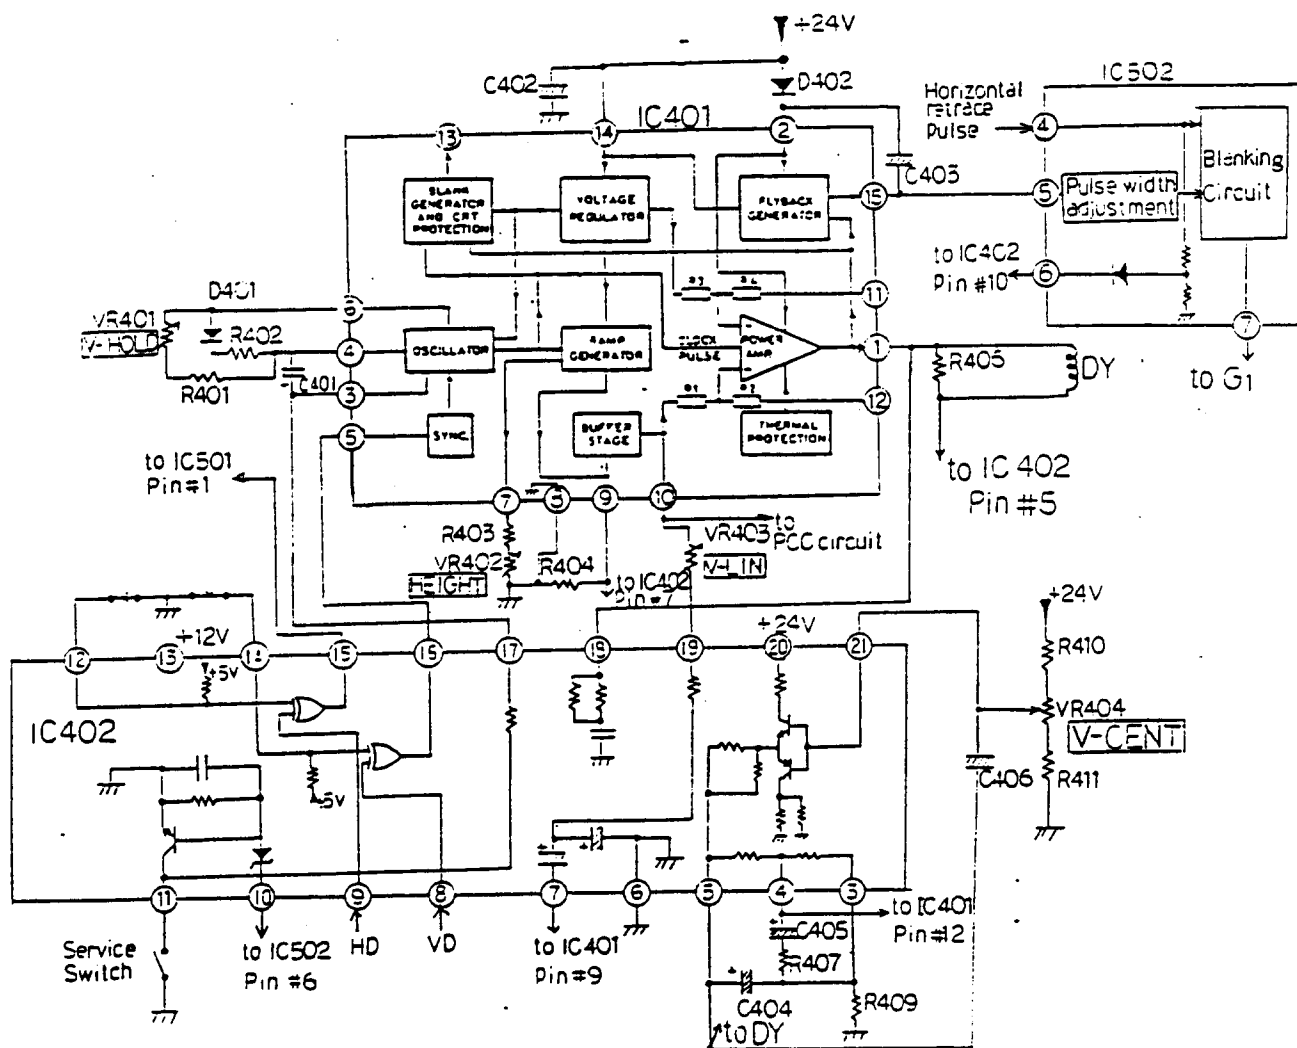 +24V
C402
D402
IC502
Horizontal
retrace
Pulse
4
Blanking
Circuit
IC401
13
14
2
C403
15
5
Pulse width
adjustment
BLANK
GENERATOR
AND CRT
PROTECTION
VOLTAGE
REGULATOR
FLYBACK
GENERATOR
to IC402
Pin #10
6
7
to G1
D401
VR401
V-HOLD
R402
R401
C401
6
4
3
5
OSCILLATOR
RAMP
GENERATOR
CLOCK
PULSE
POWER
AMP
11
1
12
R405
DY
SYNC.
BUFFER
STAGE
THERMAL
PROTECTION
to IC 402
Pin #5
to IC501
Pin #1
7
8
9
10
R403
VR402
HEIGHT
R404
to IC402
Pin #7
VR403
V-LIN
to
PCC circuit
+24V
12
13
+12V
14
15
17
18
19
20
21
+24V
R410
VR404
V-CENT
R411
C406
+5V
IC402
+5V
11
10
9
8
7
6
5
4
3
Service
Switch
to IC502
Pin #6
HD
VD
to IC401
Pin #9
C405
R407
C404
R409
to IC401
Pin #12
to DY